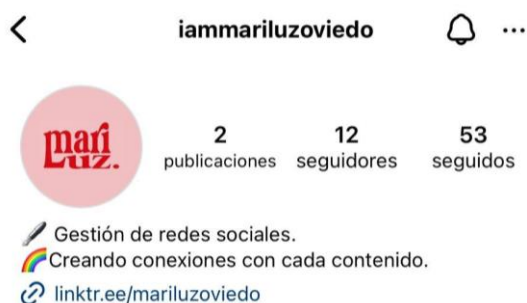 iammariluzoviedo
mari
luz.
2 12 53
publicaciones seguidores seguidos
Gestión de redes sociales.
Creando conexiones con cada contenido.
linktr.ee/mariluzoviedo